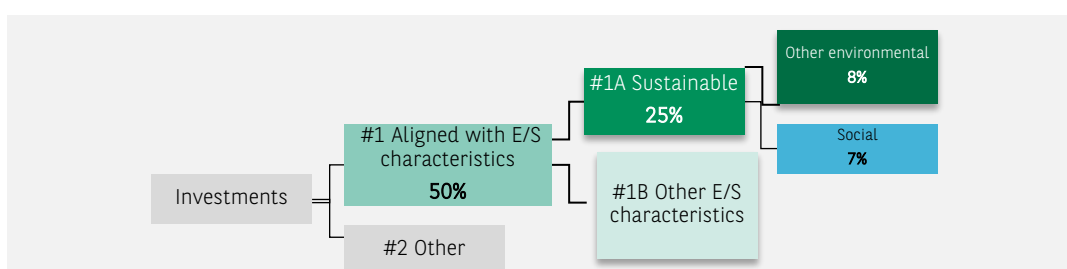 Other environmental
8%
#1A Sustainable
25%
Social
7%
#1 Aligned with E/S
characteristics
50%
#1B Other E/S
characteristics
Investments
#2 Other